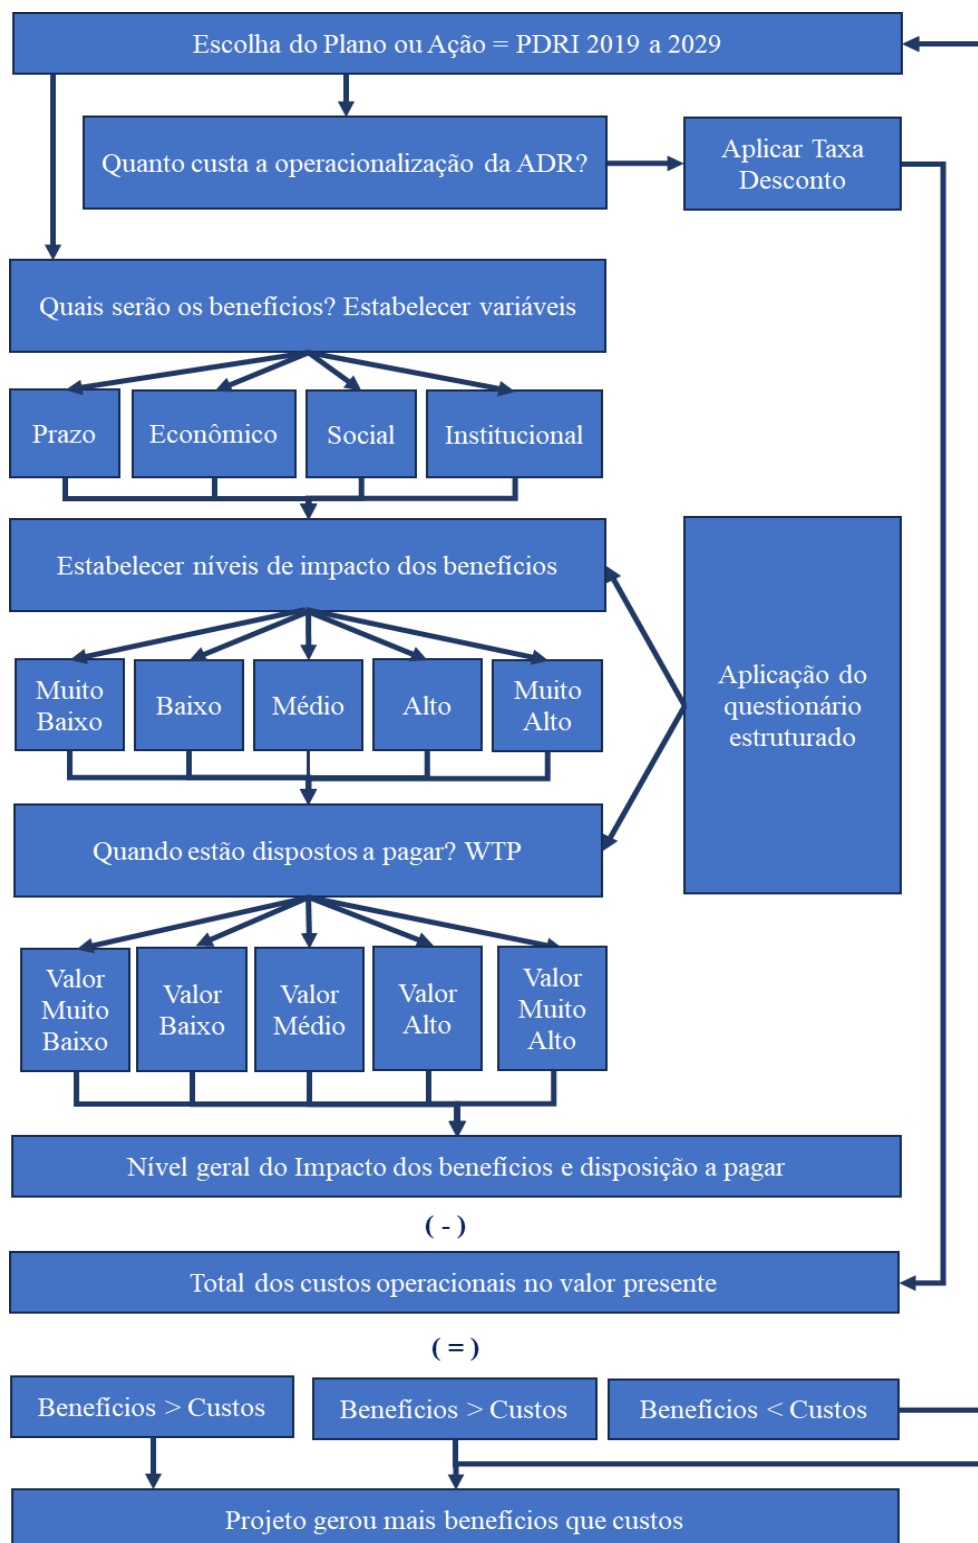 Escolha do Plano ou Ação = PDRI 2019 a 2029
Quanto custa a operacionalização da ADR?
Aplicar Taxa
Desconto
Quais serão os benefícios? Estabelecer variáveis
Prazo
Econômico
Social
Institucional
Estabelecer níveis de impacto dos benefícios
Muito
Baixo
Baixo
Médio
Alto
Muito
Alto
Aplicação do
questionário
estruturado
Quando estão dispostos a pagar? WTP
Valor
Muito
Baixo
Valor
Baixo
Valor
Médio
Valor
Alto
Valor
Muito
Alto
Nível geral do Impacto dos benefícios e disposição a pagar
( - )
Total dos custos operacionais no valor presente
( = )
Benefícios > Custos
Benefícios > Custos
Benefícios < Custos
Projeto gerou mais benefícios que custos